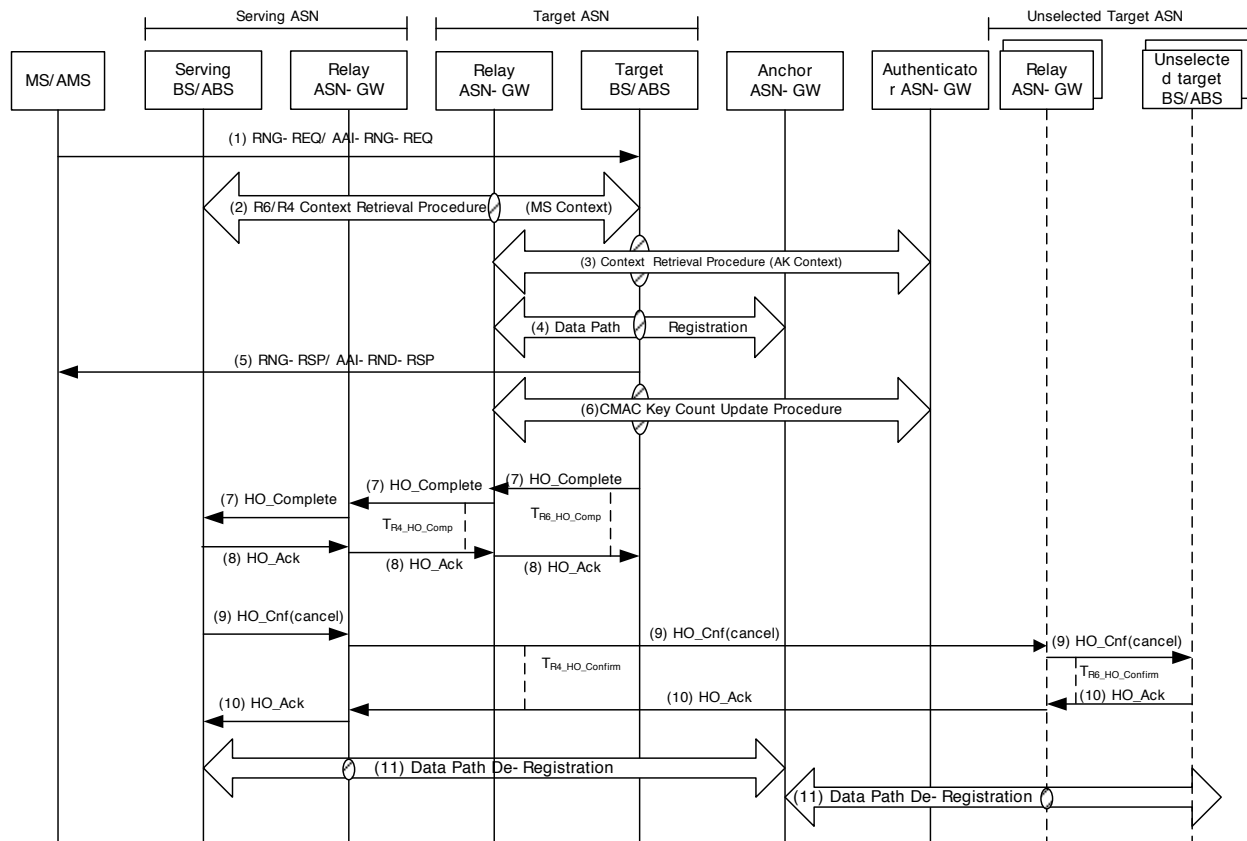 Serving ASN
Target ASN
Unselected Target ASN
MS/AMS
Serving
BS/ABS
Relay
ASN- GW
Relay
ASN- GW
Target
BS/ABS
Anchor
ASN- GW
Authenticato
r ASN- GW
Relay
ASN- GW
Unselecte
d target
BS/ABS
(1) RNG- REQ/ AAI- RNG- REQ
(2) R6/R4 Context Retrieval Procedure (MS Context)
(3) Context Retrieval Procedure (AK Context)
(4) Data Path Registration
(5) RNG- RSP/ AAI- RND- RSP
(6)CMAC Key Count Update Procedure
(7) HO_Complete
(7) HO_Complete
(7) HO_Complete
TR4_HO_Comp
TR6_HO_Comp
(8) HO_Ack
(8) HO_Ack
(8) HO_Ack
(9) HO_Cnf(cancel)
(9) HO_Cnf(cancel)
(9) HO_Cnf(cancel)
TR4_HO_Confirm
TR6_HO_Confirm
(10) HO_Ack
(10) HO_Ack
(10) HO_Ack
(11) Data Path De- Registration
(11) Data Path De- Registration